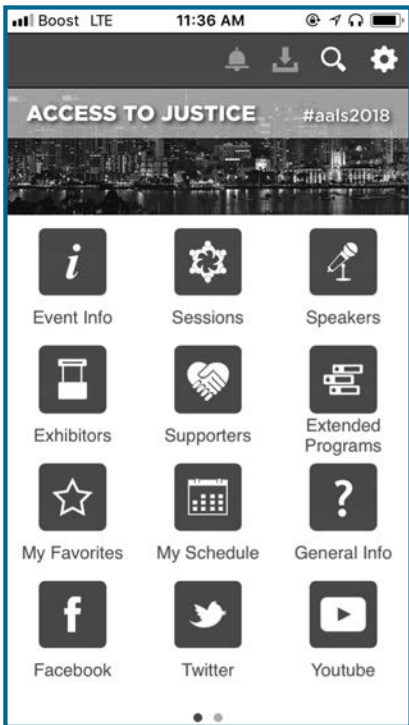 Boost LTE 11:36 AM
ACCESS TO JUSTICE #aals2018
i
Event Info Sessions Speakers
Exhibitors Supporters Extended
Programs
?
My Favorites My Schedule General Info
f
Facebook Twitter Youtube